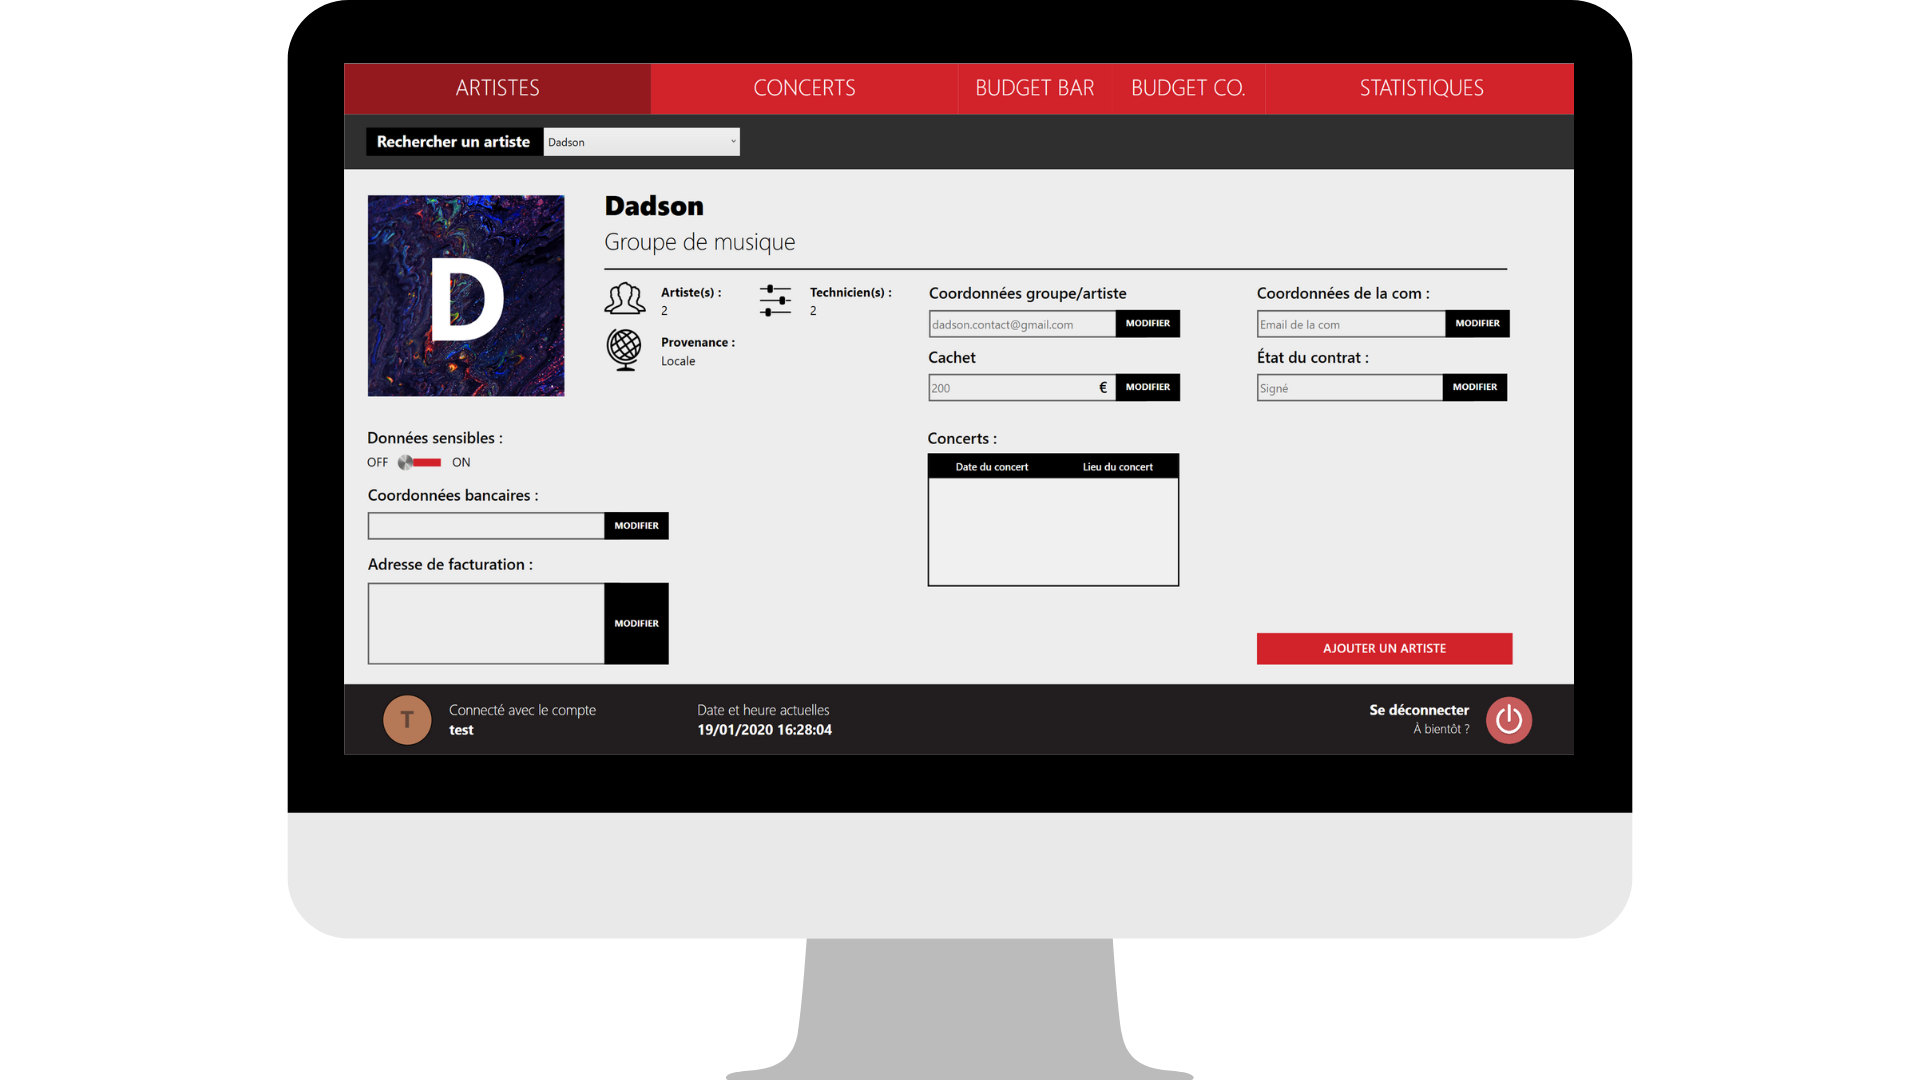 ARTISTES CONCERTS BUDGET BAR BUDGET CO. STATISTIQUES
Rechercher un artiste Dadson
D
Dadson
Groupe de musique
Artiste(s) :
2
Technicien(s) :
2
Provenance :
Locale
Coordonnées groupe/artiste
dadson.contact@gmail.com MODIFIER
Cachet
200 € MODIFIER
Coordonnées de la com :
Email de la com MODIFIER
État du contrat :
Signé MODIFIER
Données sensibles :
OFF ON
Coordonnées bancaires :
MODIFIER
Adresse de facturation :
MODIFIER
Concerts :
Date du concert Lieu du concert
AJOUTER UN ARTISTE
T
Connecté avec le compte
test
Date et heure actuelles
19/01/2020 16:28:04
Se déconnecter
À bientôt ?